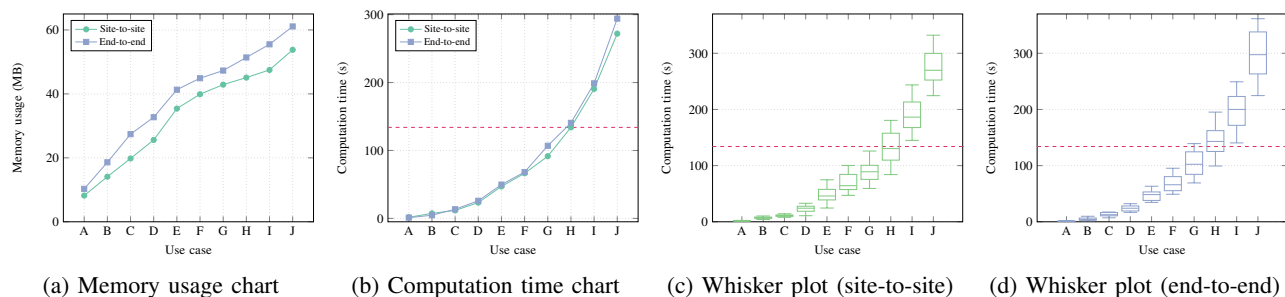 60
40
20
0
Memory usage (MB)
Site-to-site
End-to-end
A B C D E F G H I J
Use case
(a) Memory usage chart
300
200
100
0
Computation time (s)
Site-to-site
End-to-end
A B C D E F G H I J
Use case
(b) Computation time chart
300
200
100
0
Computation time (s)
A B C D E F G H I J
Use case
(c) Whisker plot (site-to-site)
300
200
100
0
Computation time (s)
A B C D E F G H I J
Use case
(d) Whisker plot (end-to-end)